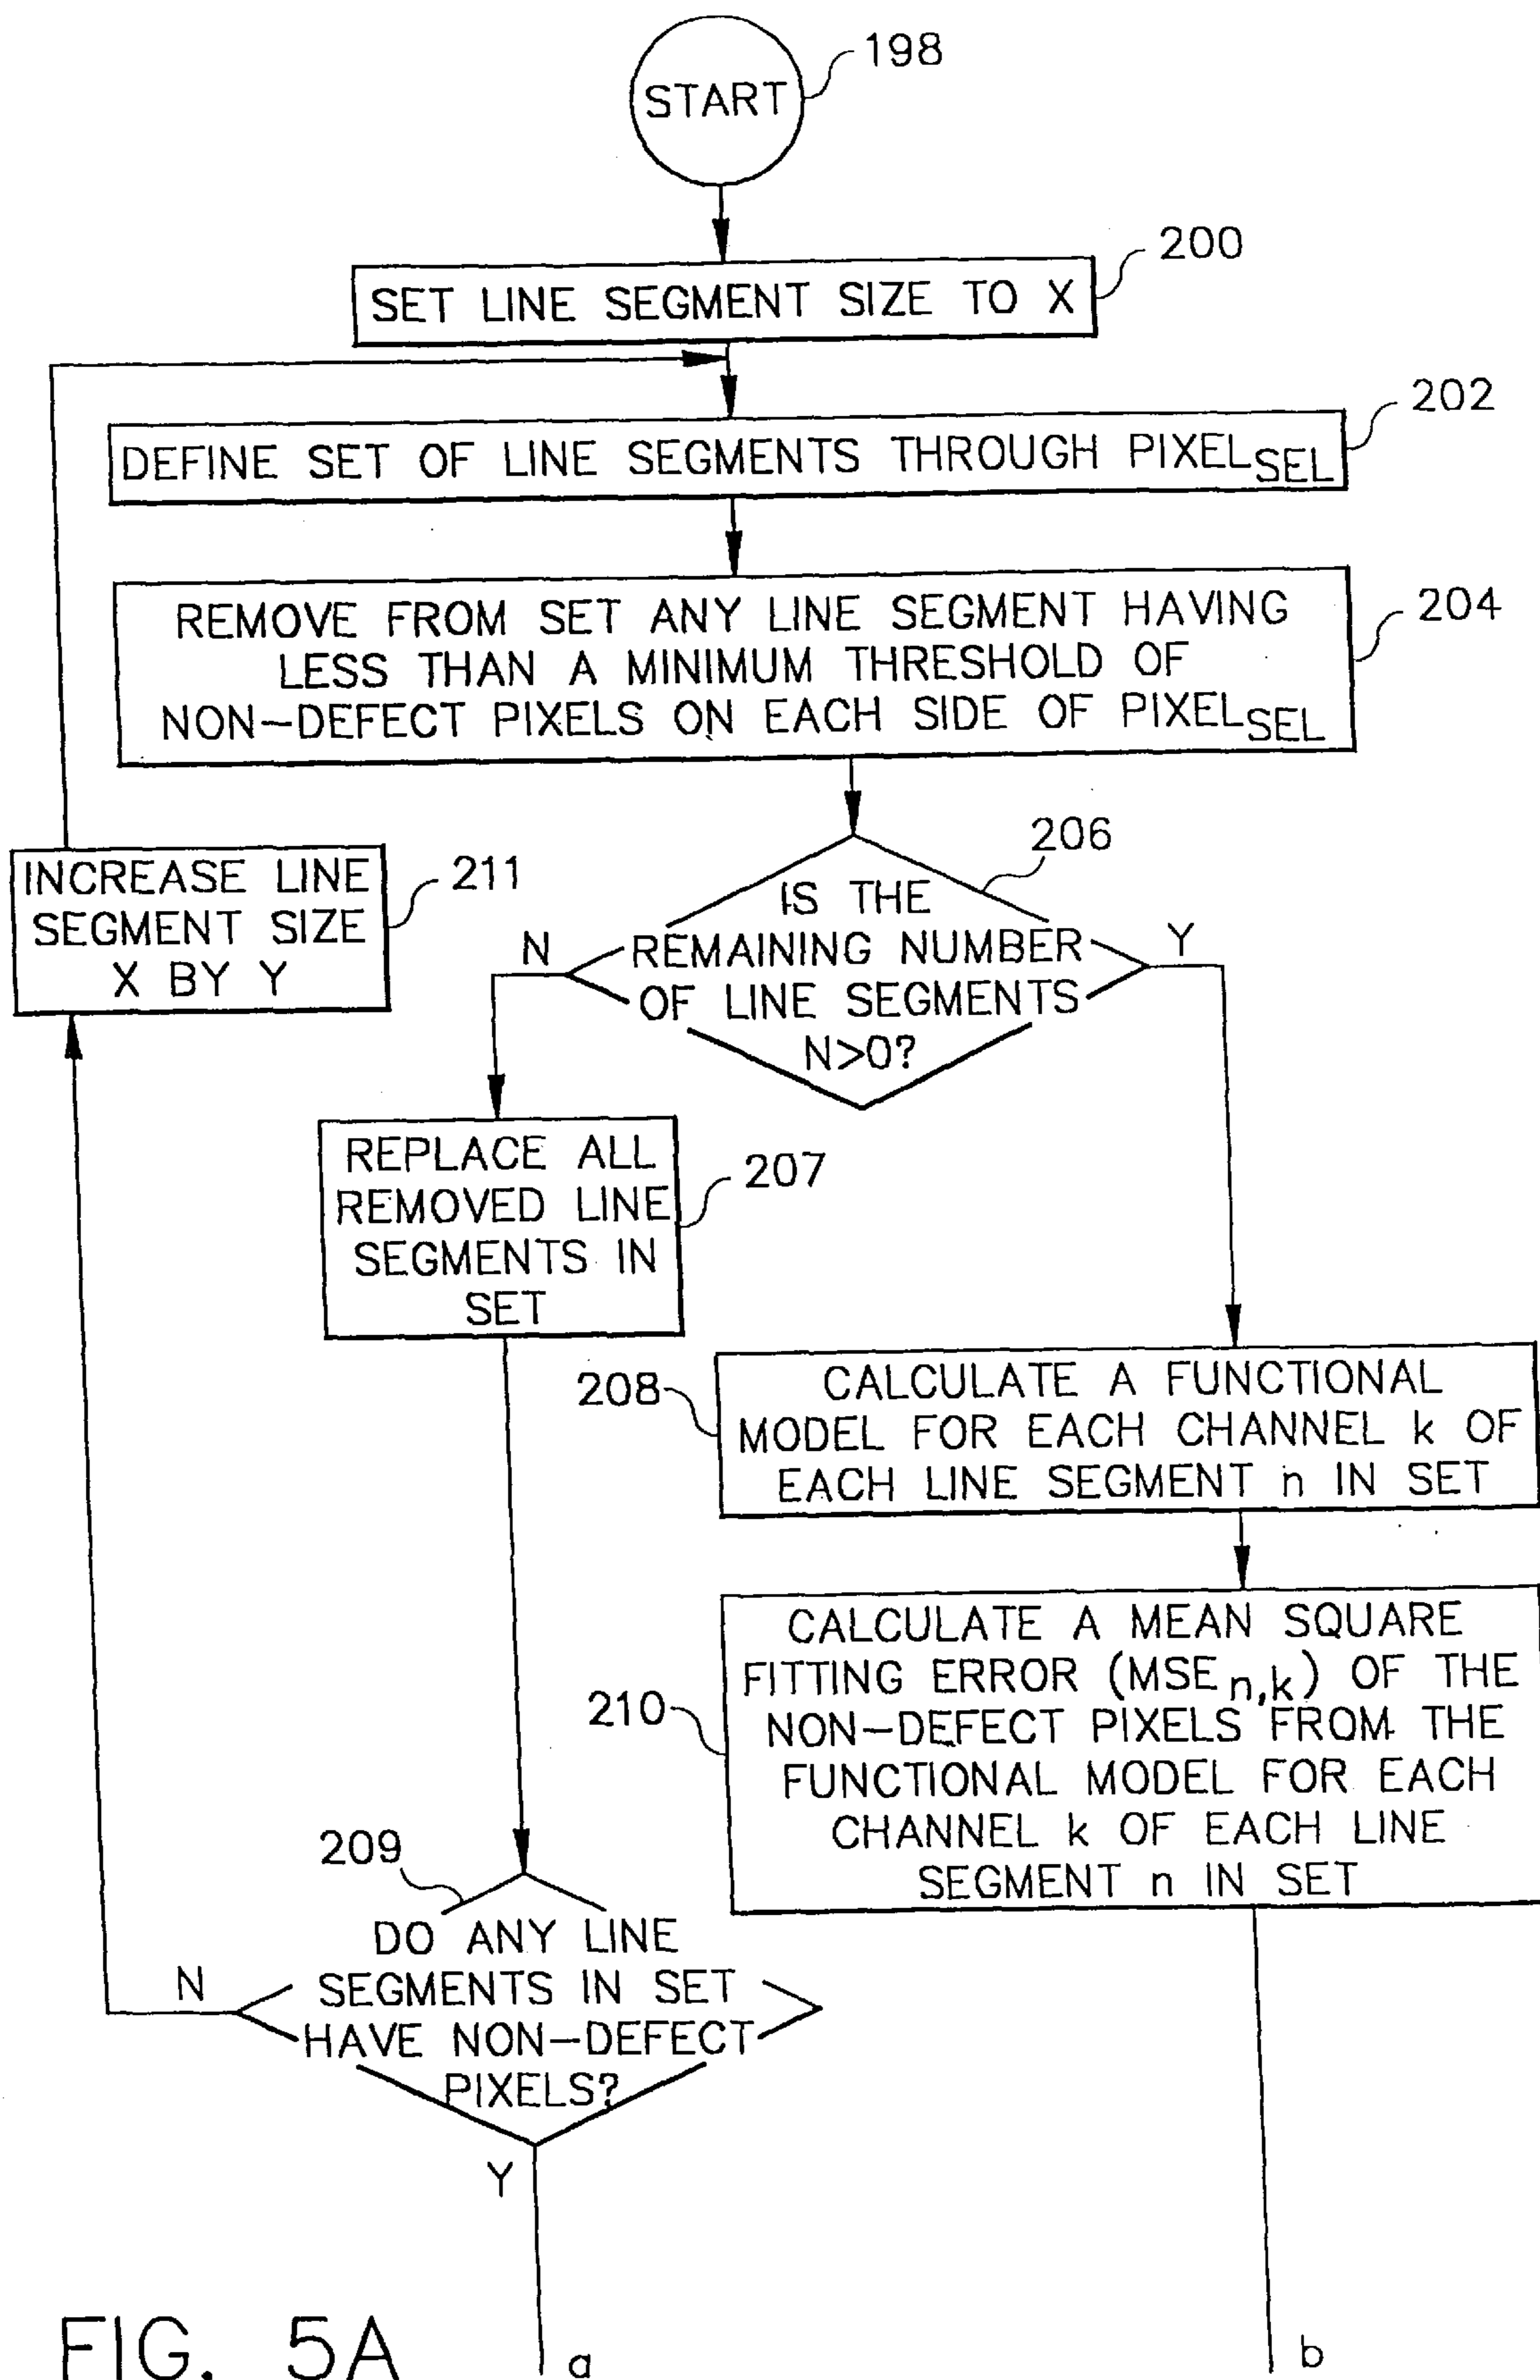 START
198
200
SET LINE SEGMENT SIZE TO X
202
DEFINE SET OF LINE SEGMENTS THROUGH PIXELSEL
204
REMOVE FROM SET ANY LINE SEGMENT HAVING
LESS THAN A MINIMUM THRESHOLD OF
NON-DEFECT PIXELS ON EACH SIDE OF PIXELSEL
206
IS THE
REMAINING NUMBER
OF LINE SEGMENTS
N>0?
N
Y
INCREASE LINE
SEGMENT SIZE
X BY Y
211
REPLACE ALL
REMOVED LINE
SEGMENTS IN
SET
207
208
CALCULATE A FUNCTIONAL
MODEL FOR EACH CHANNEL k OF
EACH LINE SEGMENT n IN SET
210
CALCULATE A MEAN SQUARE
FITTING ERROR (MSEn,k) OF THE
NON-DEFECT PIXELS FROM THE
FUNCTIONAL MODEL FOR EACH
CHANNEL k OF EACH LINE
SEGMENT n IN SET
209
DO ANY LINE
SEGMENTS IN SET
HAVE NON-DEFECT
PIXELS?
N
Y
a
b
FIG. 5A